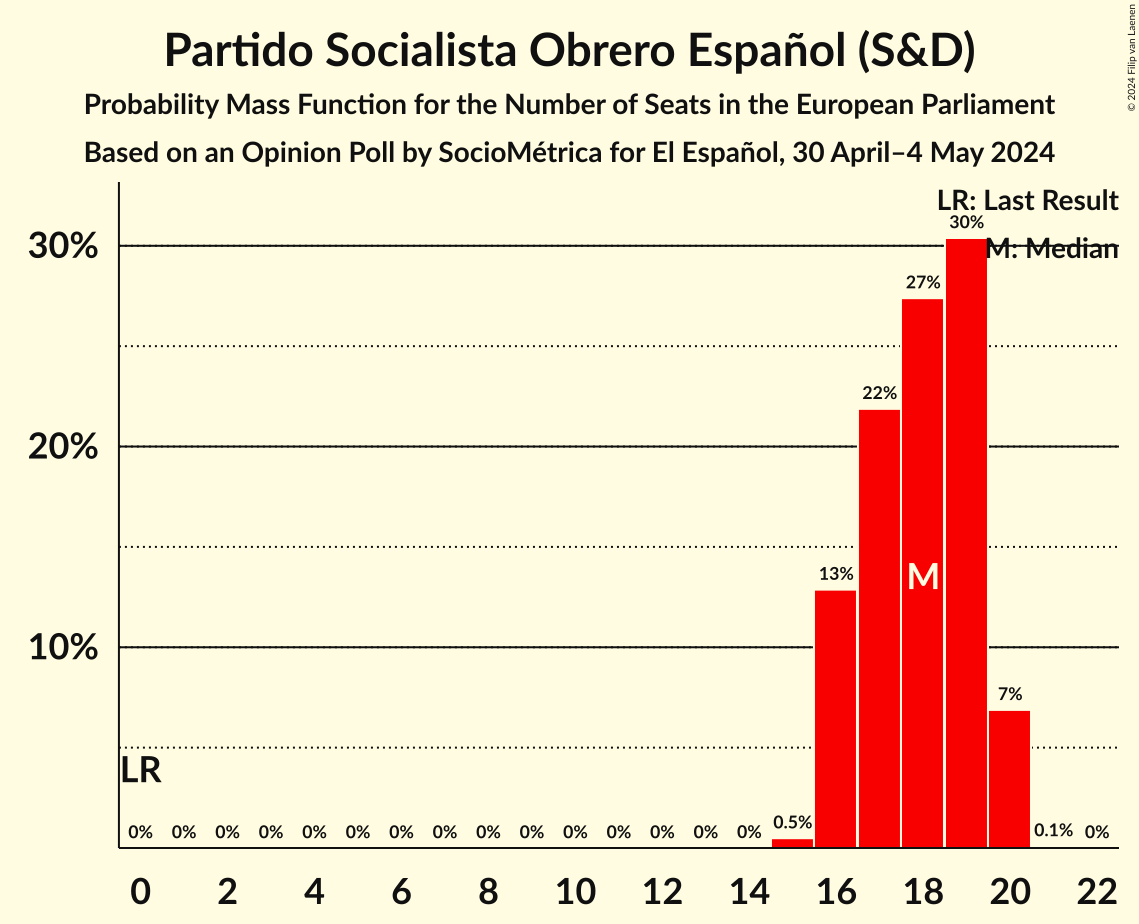 Partido Socialista Obrero Español (S&D)
Probability Mass Function for the Number of Seats in the European Parliament
Based on an Opinion Poll by SocioMétrica for El Español, 30 April–4 May 2024
© 2024 Filip van Laenen
LR: Last Result
M: Median
30%
20%
10%
30%
27%
22%
13%
M
7%
LR
0% 0% 0% 0% 0% 0% 0% 0% 0% 0% 0% 0% 0% 0% 0% 0.5% 0.1% 0%
0 2 4 6 8 10 12 14 16 18 20 22